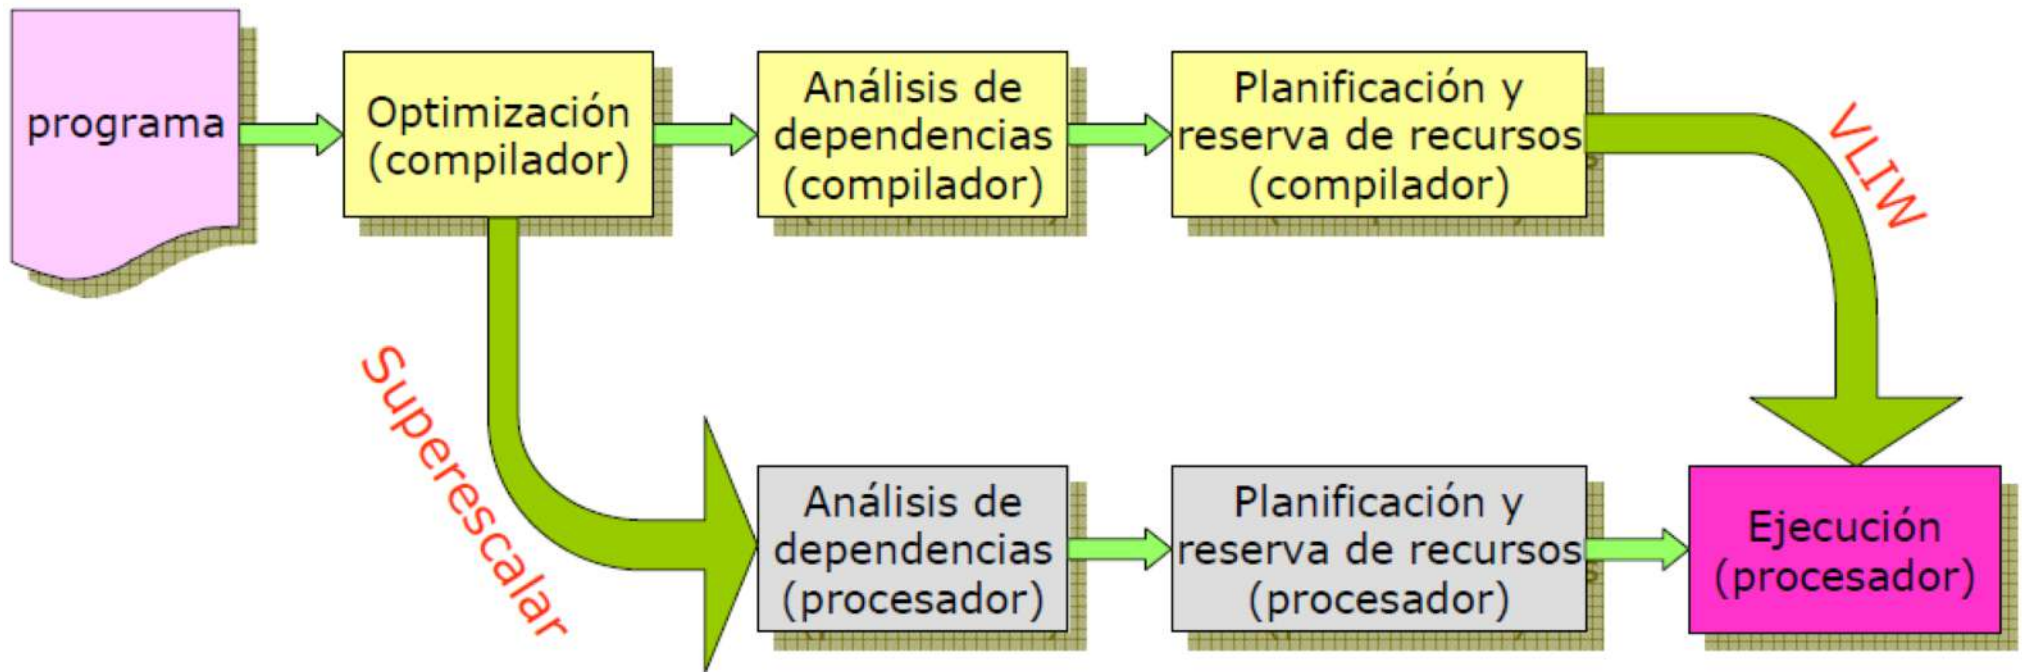 programa
Optimización
(compilador)
Análisis de
dependencias
(compilador)
Planificación y
reserva de recursos
(compilador)
VLIW
Superescalar
Análisis de
dependencias
(procesador)
Planificación y
reserva de recursos
(procesador)
Ejecución
(procesador)